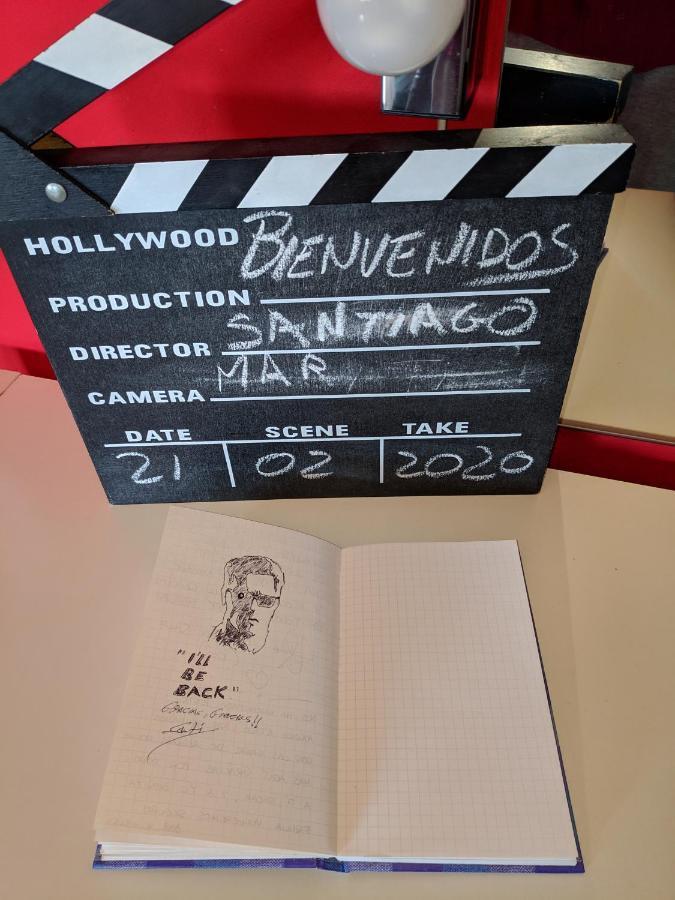 HOLLYWOOD BIENVENIDOS
PRODUCTION
SANTIAGO
DIRECTOR
MAR
CAMERA
DATE SCENE TAKE
21 02 2020
"I'LL
BE
BACK"
GRACIAS, GRACIAS!!